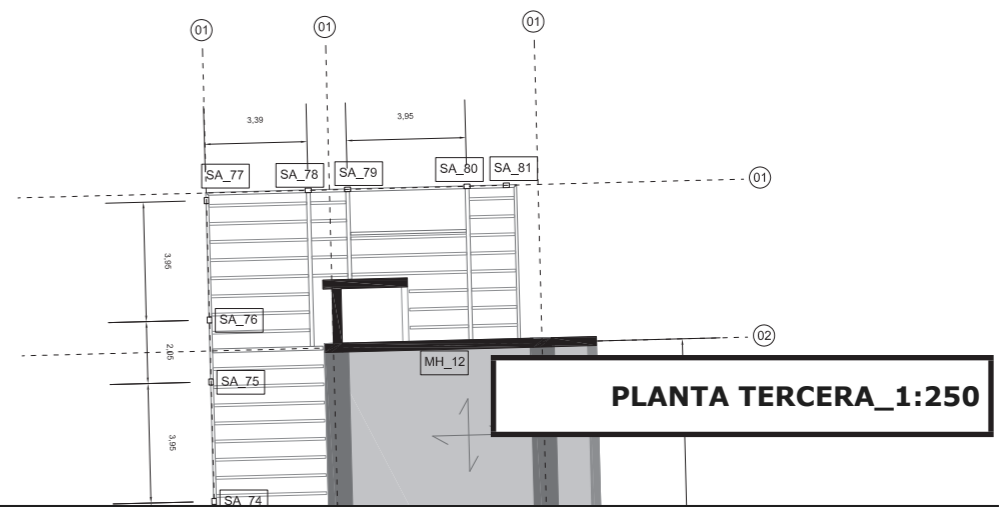 01
01
01
3,39
3,95
SA_77
SA_78
SA_79
SA_80
SA_81
01
3,95
SA_76
02
2,05
MH_12
SA_75
PLANTA TERCERA_1:250
3,95
SA_74